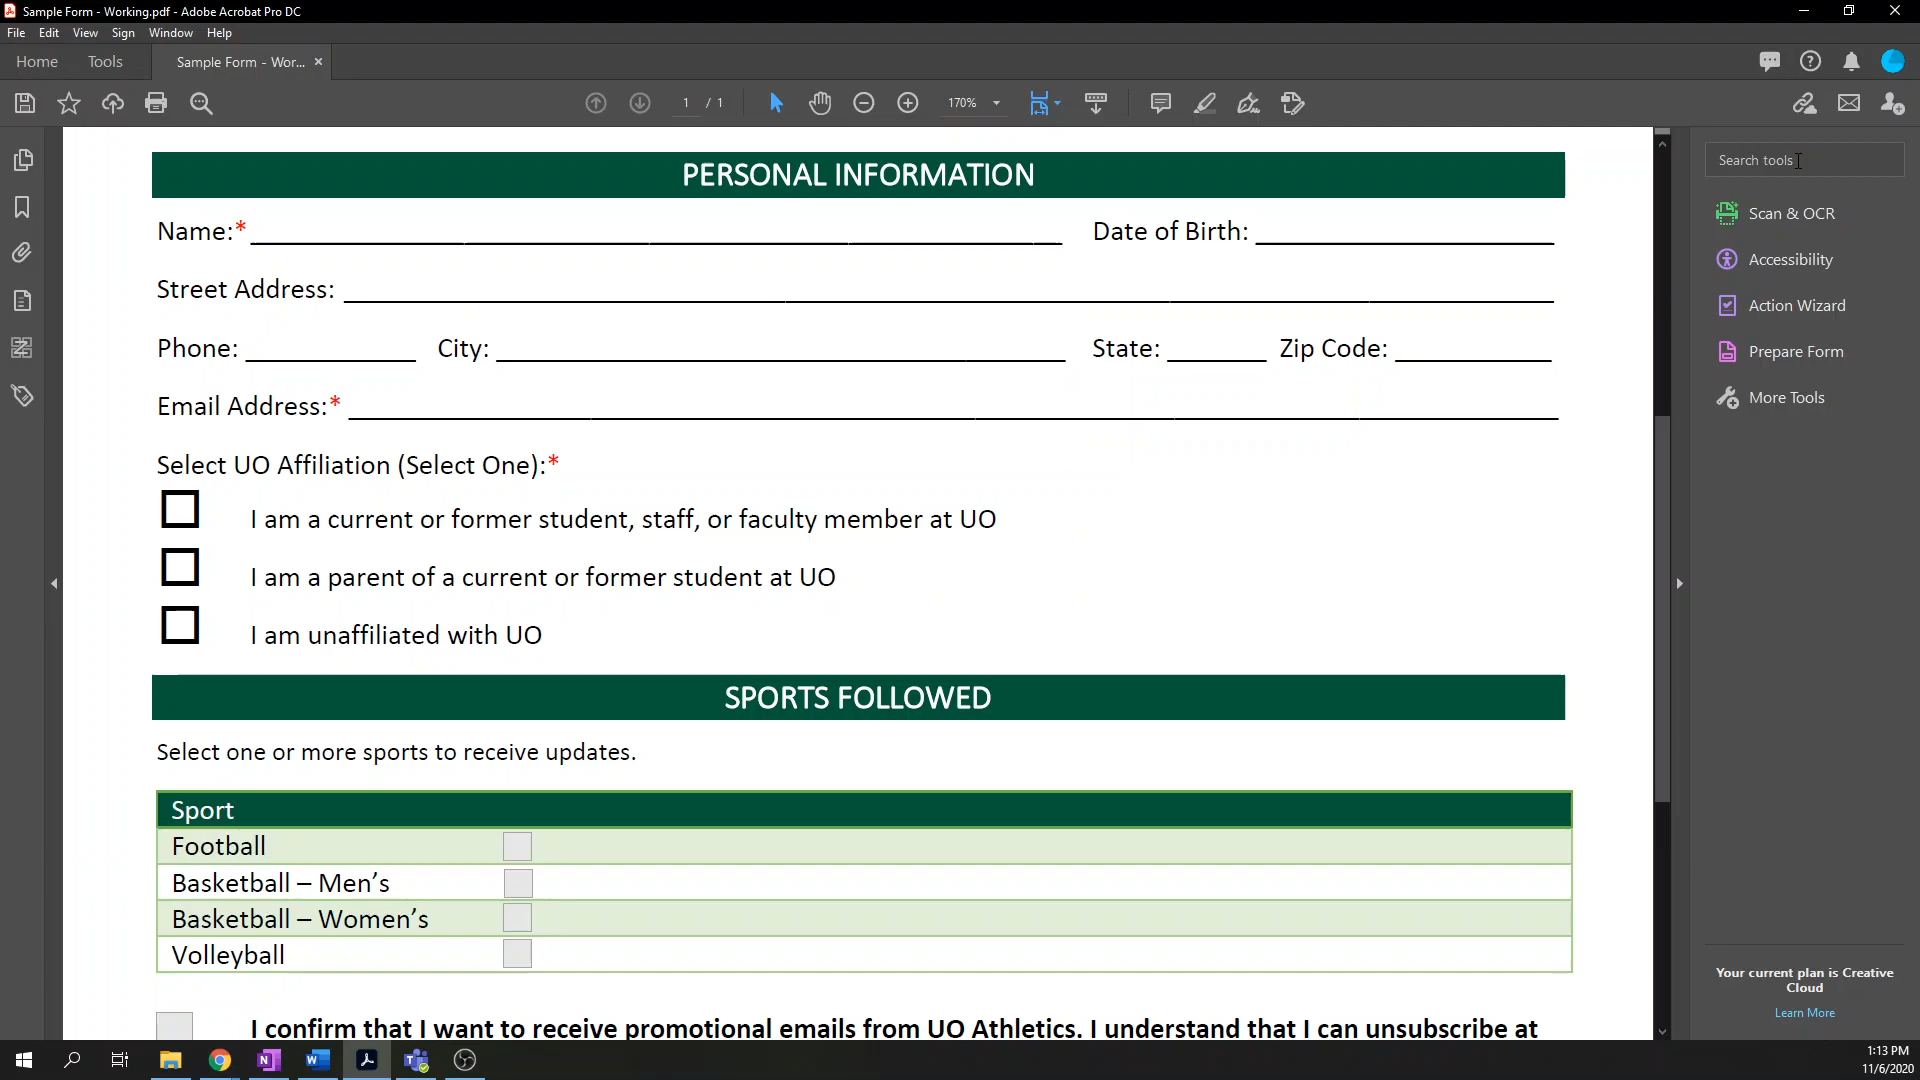 Sample Form - Working.pdf - Adobe Acrobat Pro DC
File Edit View Sign Window Help
Home Tools Sample Form - Wor... ×
1 / 1 170%
PERSONAL INFORMATION
Name:* Date of Birth:
Street Address:
Phone: City: State: Zip Code:
Email Address:*
Select UO Affiliation (Select One):*
I am a current or former student, staff, or faculty member at UO
I am a parent of a current or former student at UO
I am unaffiliated with UO
SPORTS FOLLOWED
Select one or more sports to receive updates.
Sport
Football
Basketball – Men’s
Basketball – Women’s
Volleyball
I confirm that I want to receive promotional emails from UO Athletics. I understand that I can unsubscribe at
Search tools
Scan & OCR
Accessibility
Action Wizard
Prepare Form
More Tools
Your current plan is Creative
Cloud
Learn More
1:13 PM
11/6/2020